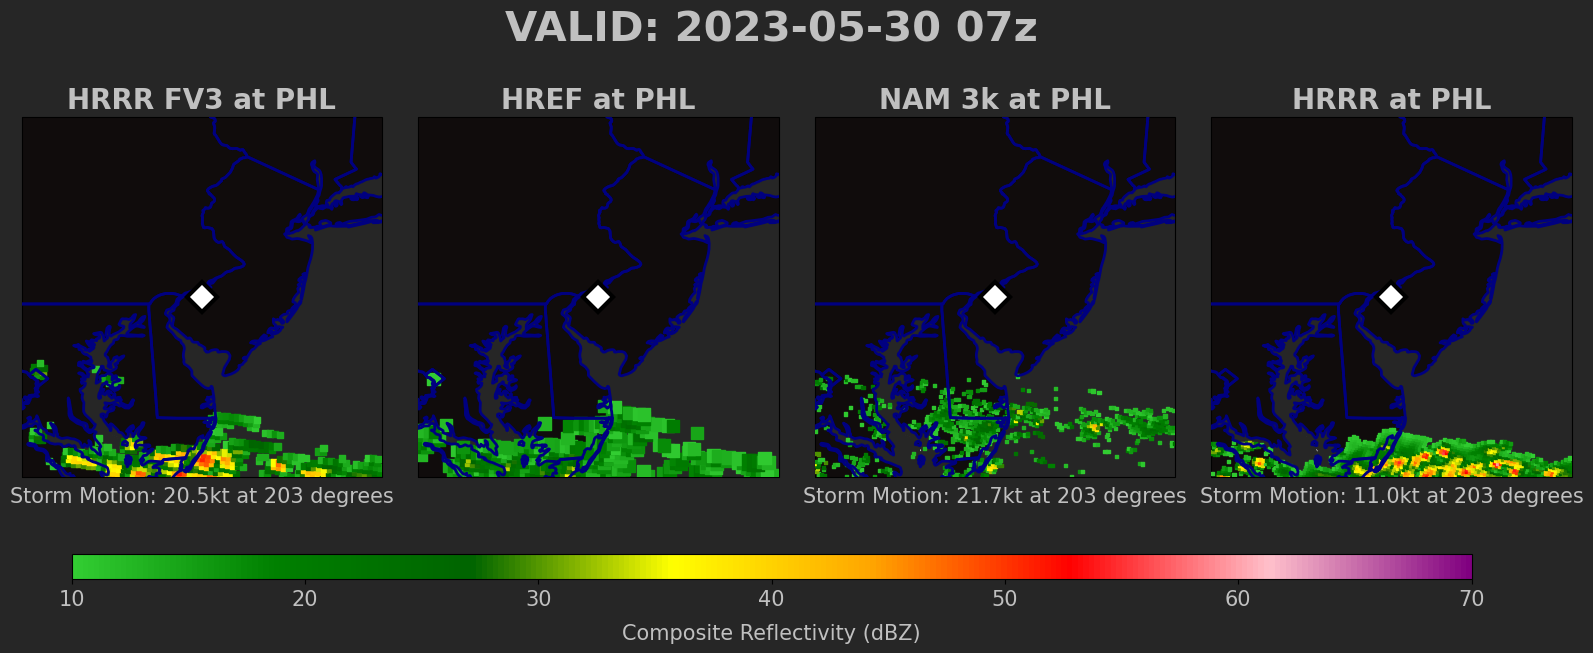 VALID: 2023-05-30 07z
HRRR FV3 at PHL
HREF at PHL
NAM 3k at PHL
HRRR at PHL
Storm Motion: 20.5kt at 203 degrees
Storm Motion: 21.7kt at 203 degrees
Storm Motion: 11.0kt at 203 degrees
10 20 30 40 50 60 70
Composite Reflectivity (dBZ)